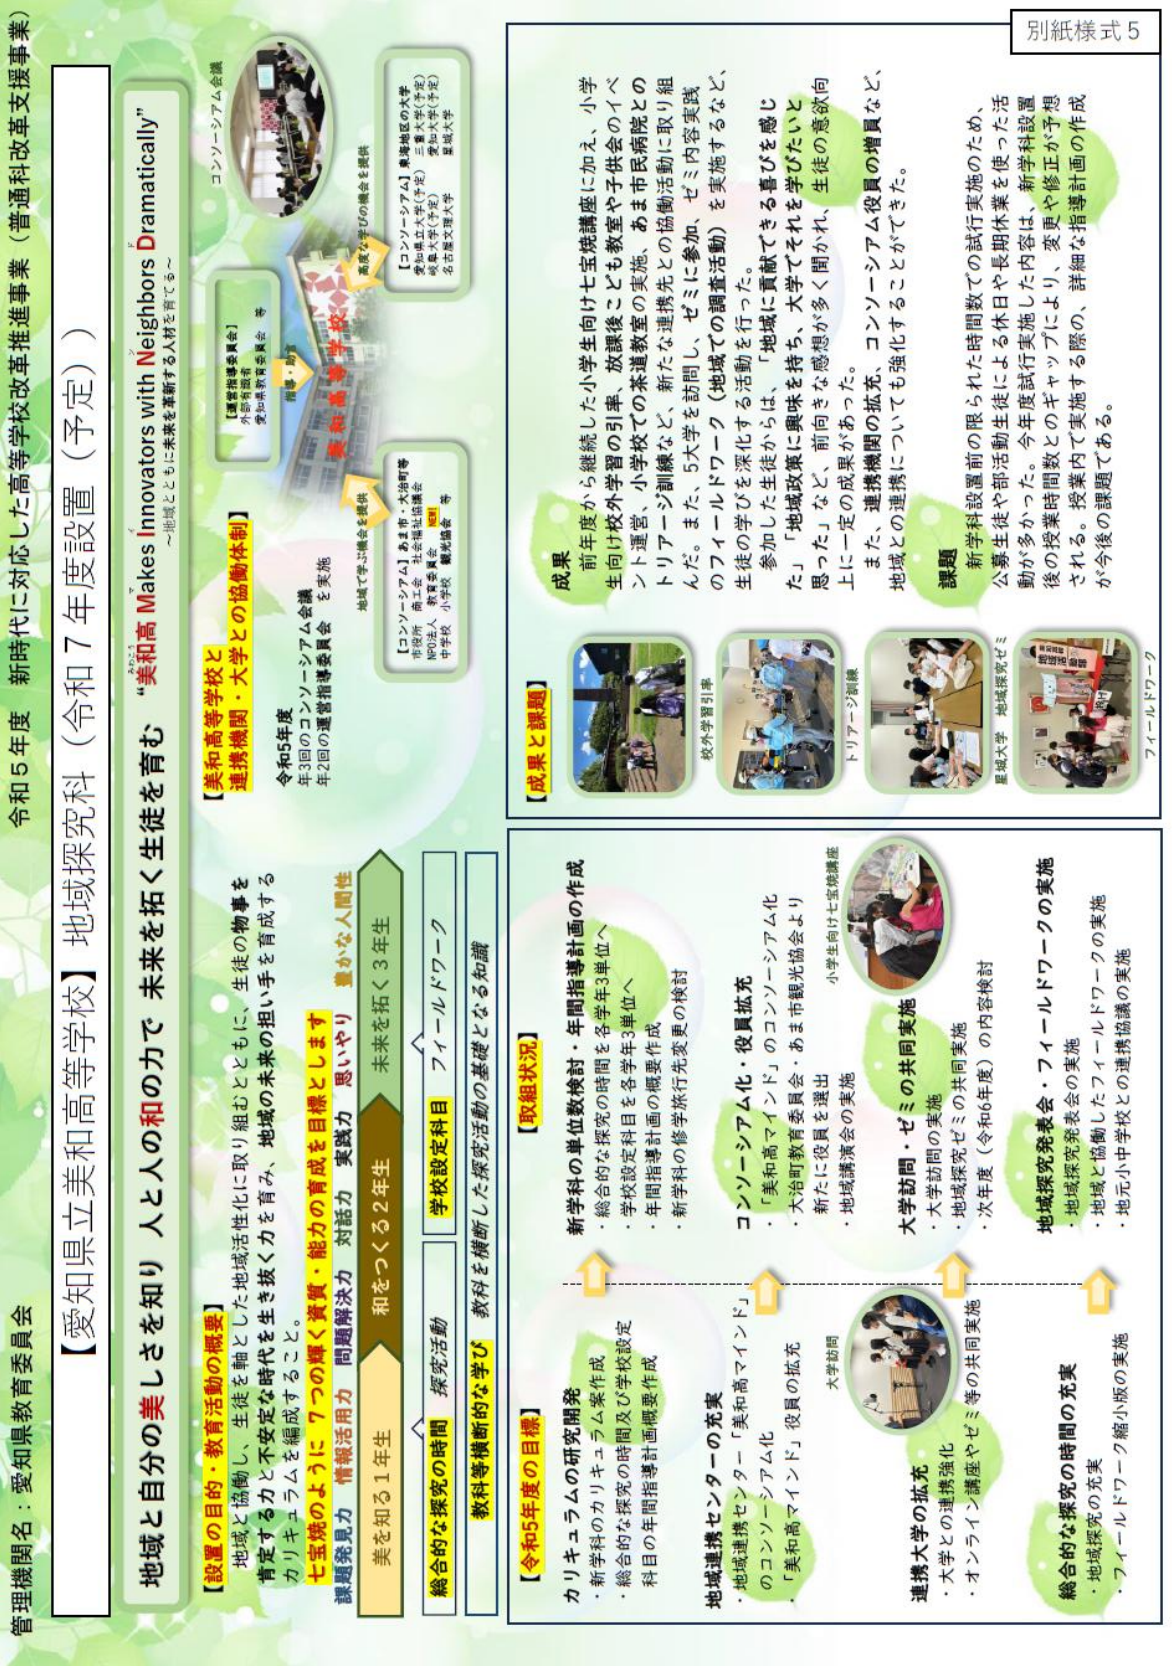 別紙様式５
管理機関名：愛知県教育委員会
令和５年度　新時代に対応した高等学校改革推進事業（普通科改革支援事業）
【愛知県立美和高等学校】地域探究科（令和７年度設置（予定））
地域と自分の美しさを知り　人と人の和の力で　未来を拓く生徒を育む　“美和高 Makes Innovators with Neighbors Dramatically”
みわこう　マ　イ　ン　ド
～地域とともに未来を革新する人材を育てる～
【設置の目的・教育活動の概要】
地域と協働し、生徒を軸とした地域活性化に取り組むとともに、生徒の物事を
肯定する力と不安定な時代を生き抜く力を育み、地域の未来の担い手を育成する
カリキュラムを編成すること。
七宝焼のように　７つの輝く資質・能力の育成を目標とします
課題発見力　情報活用力　問題解決力　対話力　実践力　思いやり　豊かな人間性
美を知る１年生　和をつくる２年生　未来を拓く３年生
総合的な探究の時間　探究活動
学校設定科目　フィールドワーク
教科等横断的な学び　教科を横断した探究活動の基礎となる知識
【美和高等学校と
連携機関・大学との協働体制】
令和5年度
年3回のコンソーシアム会議
年2回の運営指導委員会　を実施
【運営指導委員会】
外部有識者
愛知県教育委員会　等
指導・助言
美和高等学校
コンソーシアム会議
地域で学ぶ機会を提供
【コンソーシアム】あま市・大治町等
市役所　商工会　社会福祉協議会
NPO法人　教育委員会　NEW!
中学校　小学校　観光協会　等
高度な学びの機会を提供
【コンソーシアム】東海地区の大学
愛知県立大学(予定)　三重大学(予定)
岐阜大学(予定)　愛知大学(予定)
名古屋文理大学　星城大学
【令和5年度の目標】
カリキュラムの研究開発
・新学科のカリキュラム案作成
・総合的な探究の時間及び学校設定
科目の年間指導計画概要作成
地域連携センターの充実
・地域連携センター「美和高マインド」
のコンソーシアム化
・「美和高マインド」役員の拡充
大学訪問
連携大学の拡充
・大学との連携強化
・オンライン講座やゼミ等の共同実施
総合的な探究の時間の充実
・地域探究の充実
・フィールドワーク縮小版の実施
【取組状況】
新学科の単位数検討・年間指導計画の作成
・総合的な探究の時間を各学年3単位へ
・学校設定科目を各学年3単位へ
・年間指導計画の概要作成
・新学科の修学旅行先変更の検討
コンソーシアム化・役員拡充
・「美和高マインド」のコンソーシアム化
・大治町教育委員会・あま市観光協会より
新たに役員を選出
・地域講演会の実施
小学生向け七宝焼講座
大学訪問・ゼミの共同実施
・大学訪問の実施
・地域探究ゼミの共同実施
・次年度（令和6年度）の内容検討
地域探究発表会・フィールドワークの実施
・地域探究発表会の実施
・地域と協働したフィールドワークの実施
・地元小中学校との連携協議の実施
【成果と課題】
校外学習引率
トリアージ訓練
星城大学　地域探究ゼミ
フィールドワーク
成果
前年度から継続した小学生向け七宝焼講座に加え、小学
生向け校外学習の引率、放課後こども教室や子供会のイベ
ント運営、小学校での茶道教室の実施、あま市民病院との
トリアージ訓練など、新たな連携先との協働活動に取り組
んだ。また、5大学を訪問し、ゼミに参加、ゼミ内容実践
のフィールドワーク（地域での調査活動）を実施するなど、
生徒の学びを深化する活動を行った。
参加した生徒からは、「地域に貢献できる喜びを感じ
た」「地域政策に興味を持ち、大学でそれを学びたいと
思った」など、前向きな感想が多く聞かれ、生徒の意欲向
上に一定の成果があった。
また、連携機関の拡充、コンソーシアム役員の増員など、
地域との連携についても強化することができた。
課題
新学科設置前の限られた時間数での試行実施のため、
公募生徒や部活動生徒による休日や長期休業を使った活
動が多かった。今年度試行実施した内容は、新学科設置
後の授業時間数とのギャップにより、変更や修正が予想
される。授業内で実施する際の、詳細な指導計画の作成
が今後の課題である。